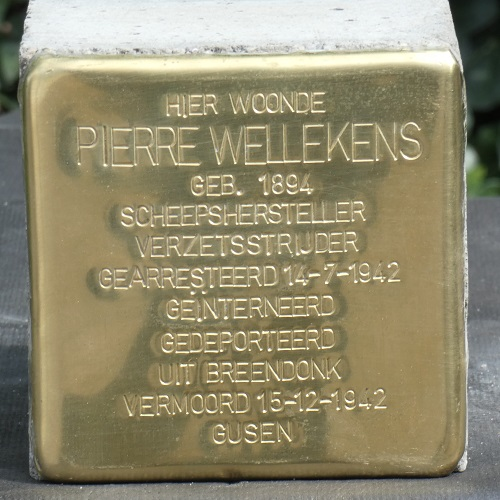 HIER WOONDE
PIERRE WELLEKENS
GEB. 1894
SCHEEPSHERSTELLER
VERZETSSTRIJDER
GEARRESTEERD 14-7-1942
GEÏNTERNEERD
GEDEPORTEERD
UIT BREENDONK
VERMOORD 15-12-1942
GUSEN